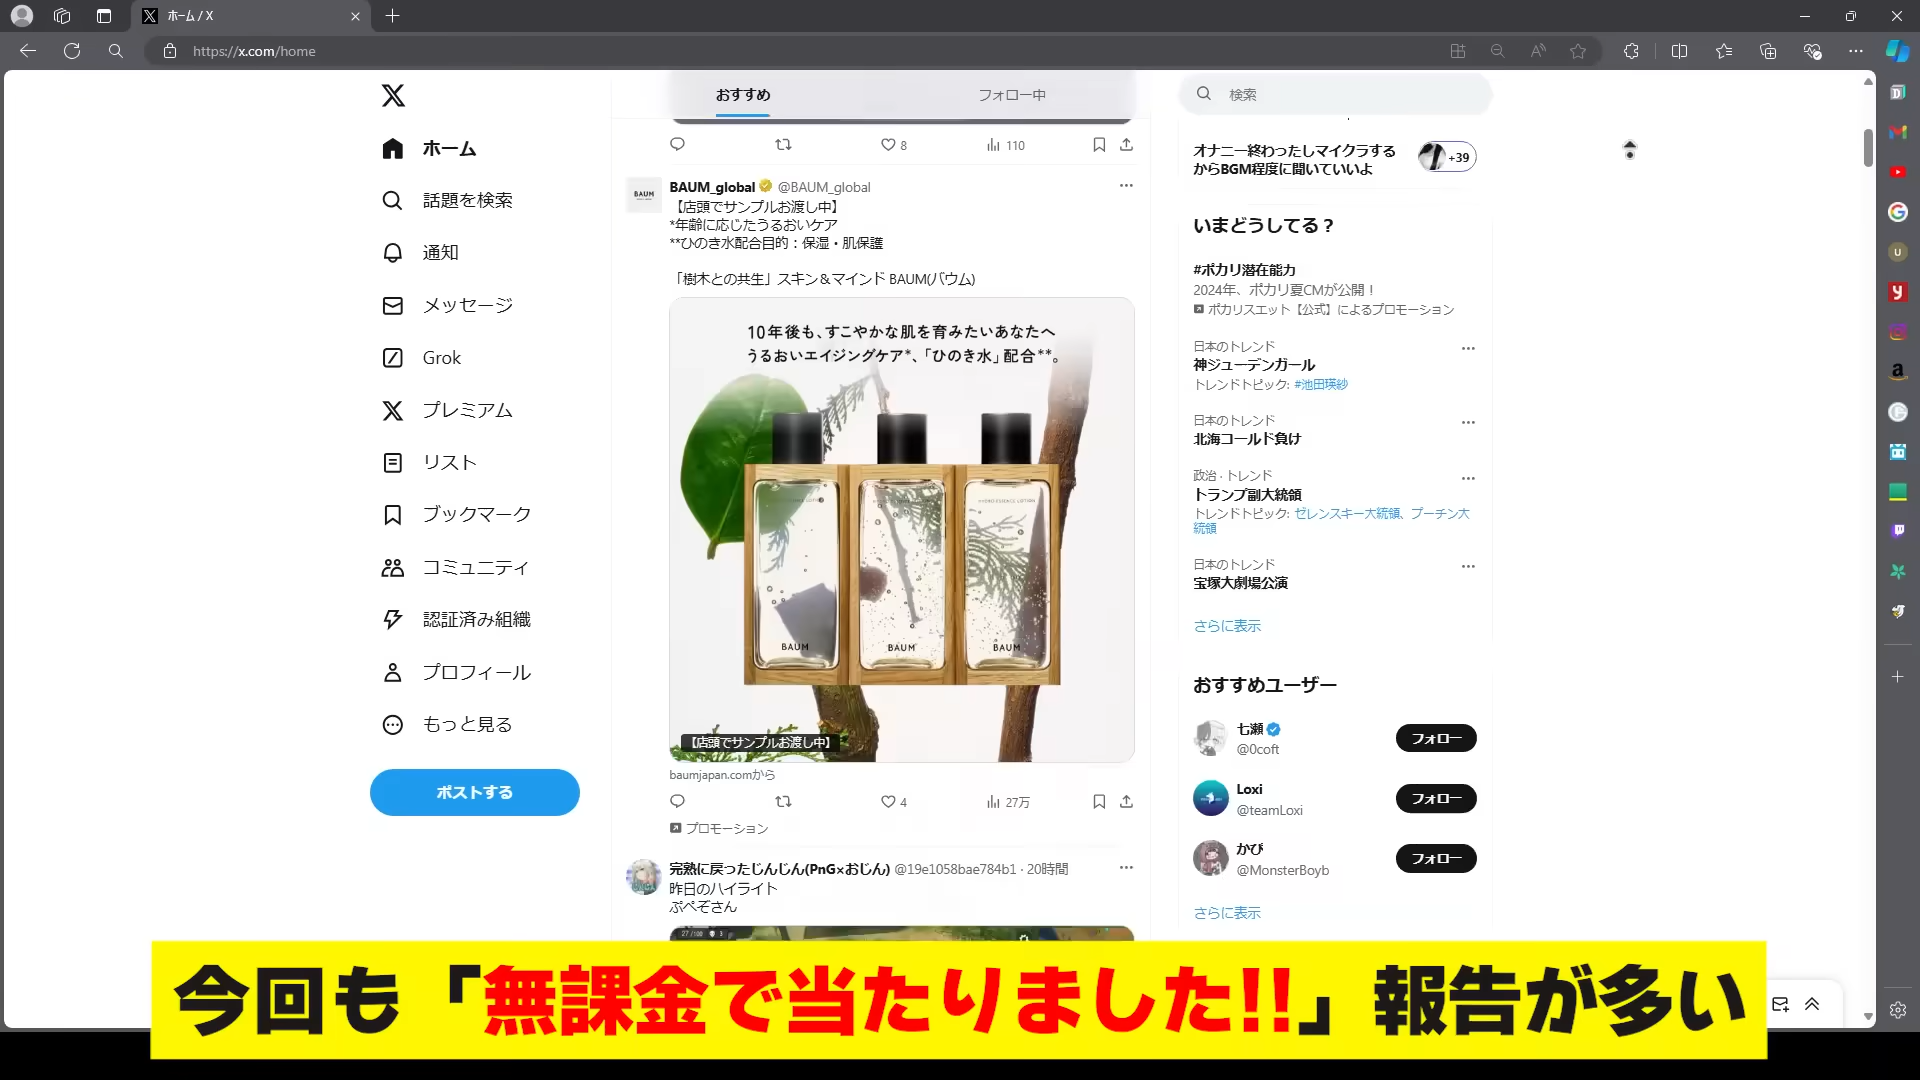 ホーム / X
https://x.com/home
ホーム
話題を検索
通知
メッセージ
Grok
プレミアム
リスト
ブックマーク
コミュニティ
認証済み組織
プロフィール
もっと見る
ポストする
おすすめ
フォロー中
8
110
BAUM
BAUM_global @BAUM_global
【店頭でサンプルお渡し中】
*年齢に応じたうるおいケア
**ひのき水配合目的：保湿・肌保護
「樹木との共生」スキン＆マインド BAUM(バウム)
10年後も、すこやかな肌を育みたいあなたへ
うるおいエイジングケア*、「ひのき水」配合**。
BAUM
BAUM
BAUM
【店頭でサンプルお渡し中】
baumjapan.comから
4
27万
プロモーション
完熟に戻ったじんじん(PnG×おじん) @19e1058bae784b1 · 20時間
昨日のハイライト
ぷぺぞさん
27 /100
3
検索
オナニー終わったしマイクラする
からBGM程度に聞いていいよ
+39
いまどうしてる？
#ポカリ潜在能力
2024年、ポカリ夏CMが公開！
ポカリスエット【公式】によるプロモーション
日本のトレンド
神ジューデンガール
トレンドトピック: #池田瑛紗
日本のトレンド
北海コールド負け
政治 · トレンド
トランプ副大統領
トレンドトピック: ゼレンスキー大統領、プーチン大
統領
日本のトレンド
宝塚大劇場公演
さらに表示
おすすめユーザー
七瀬
@0coft
フォロー
Loxi
@teamLoxi
フォロー
かぴ
@MonsterBoyb
フォロー
さらに表示
今回も「無課金で当たりました!!」報告が多い